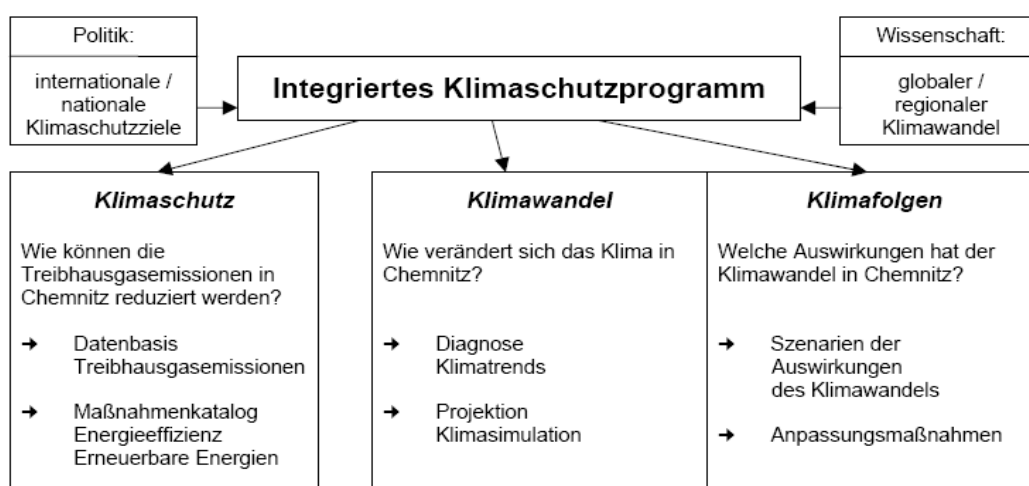 Politik:
internationale /
nationale
Klimaschutzziele
Integriertes Klimaschutzprogramm
Wissenschaft:
globaler /
regionaler
Klimawandel
Klimaschutz
Wie können die
Treibhausgasemissionen in
Chemnitz reduziert werden?
➔ Datenbasis
Treibhausgasemissionen
➔ Maßnahmenkatalog
Energieeffizienz
Erneuerbare Energien
Klimawandel
Wie verändert sich das Klima in
Chemnitz?
➔ Diagnose
Klimatrends
➔ Projektion
Klimasimulation
Klimafolgen
Welche Auswirkungen hat der
Klimawandel in Chemnitz?
➔ Szenarien der
Auswirkungen
des Klimawandels
➔ Anpassungsmaßnahmen